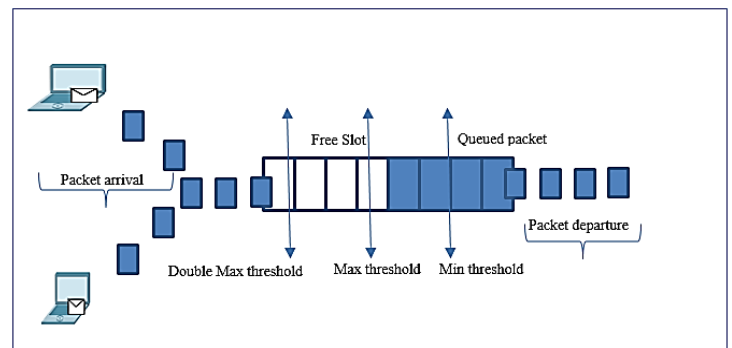 Free Slot
Queued packet
Packet arrival
Packet departure
Double Max threshold
Max threshold
Min threshold